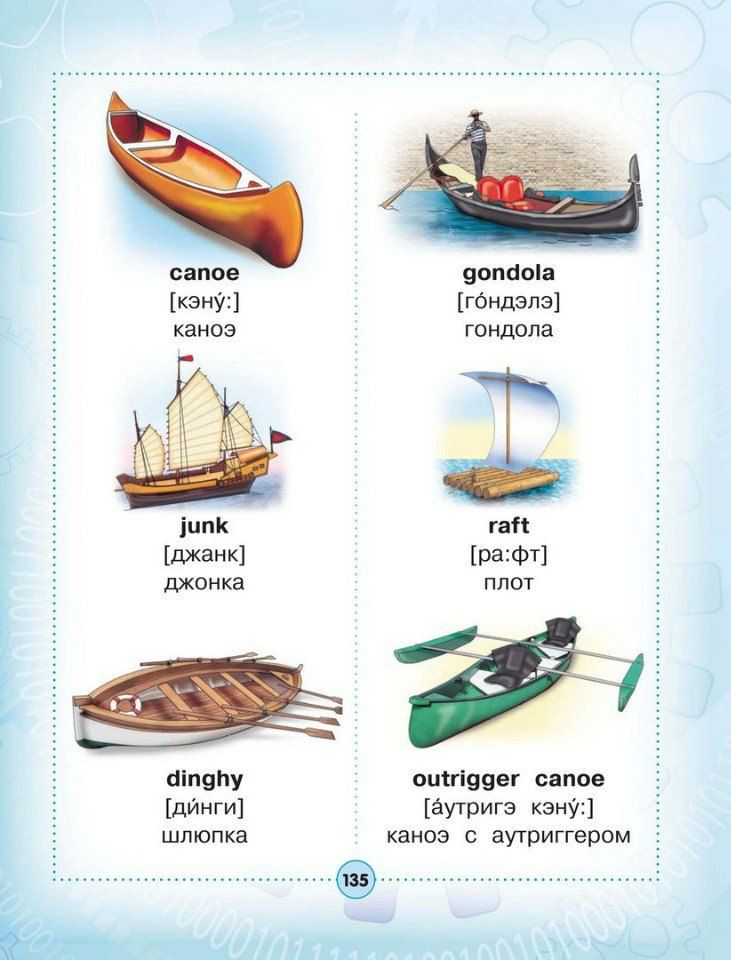 canoe
[кэну́:]
каноэ
gondola
[го́ндэлэ]
гондола
junk
[джанк]
джонка
raft
[ра:фт]
плот
dinghy
[ди́нги]
шлюпка
outrigger canoe
[а́утригэ кэну́:]
каноэ с аутриггером
135